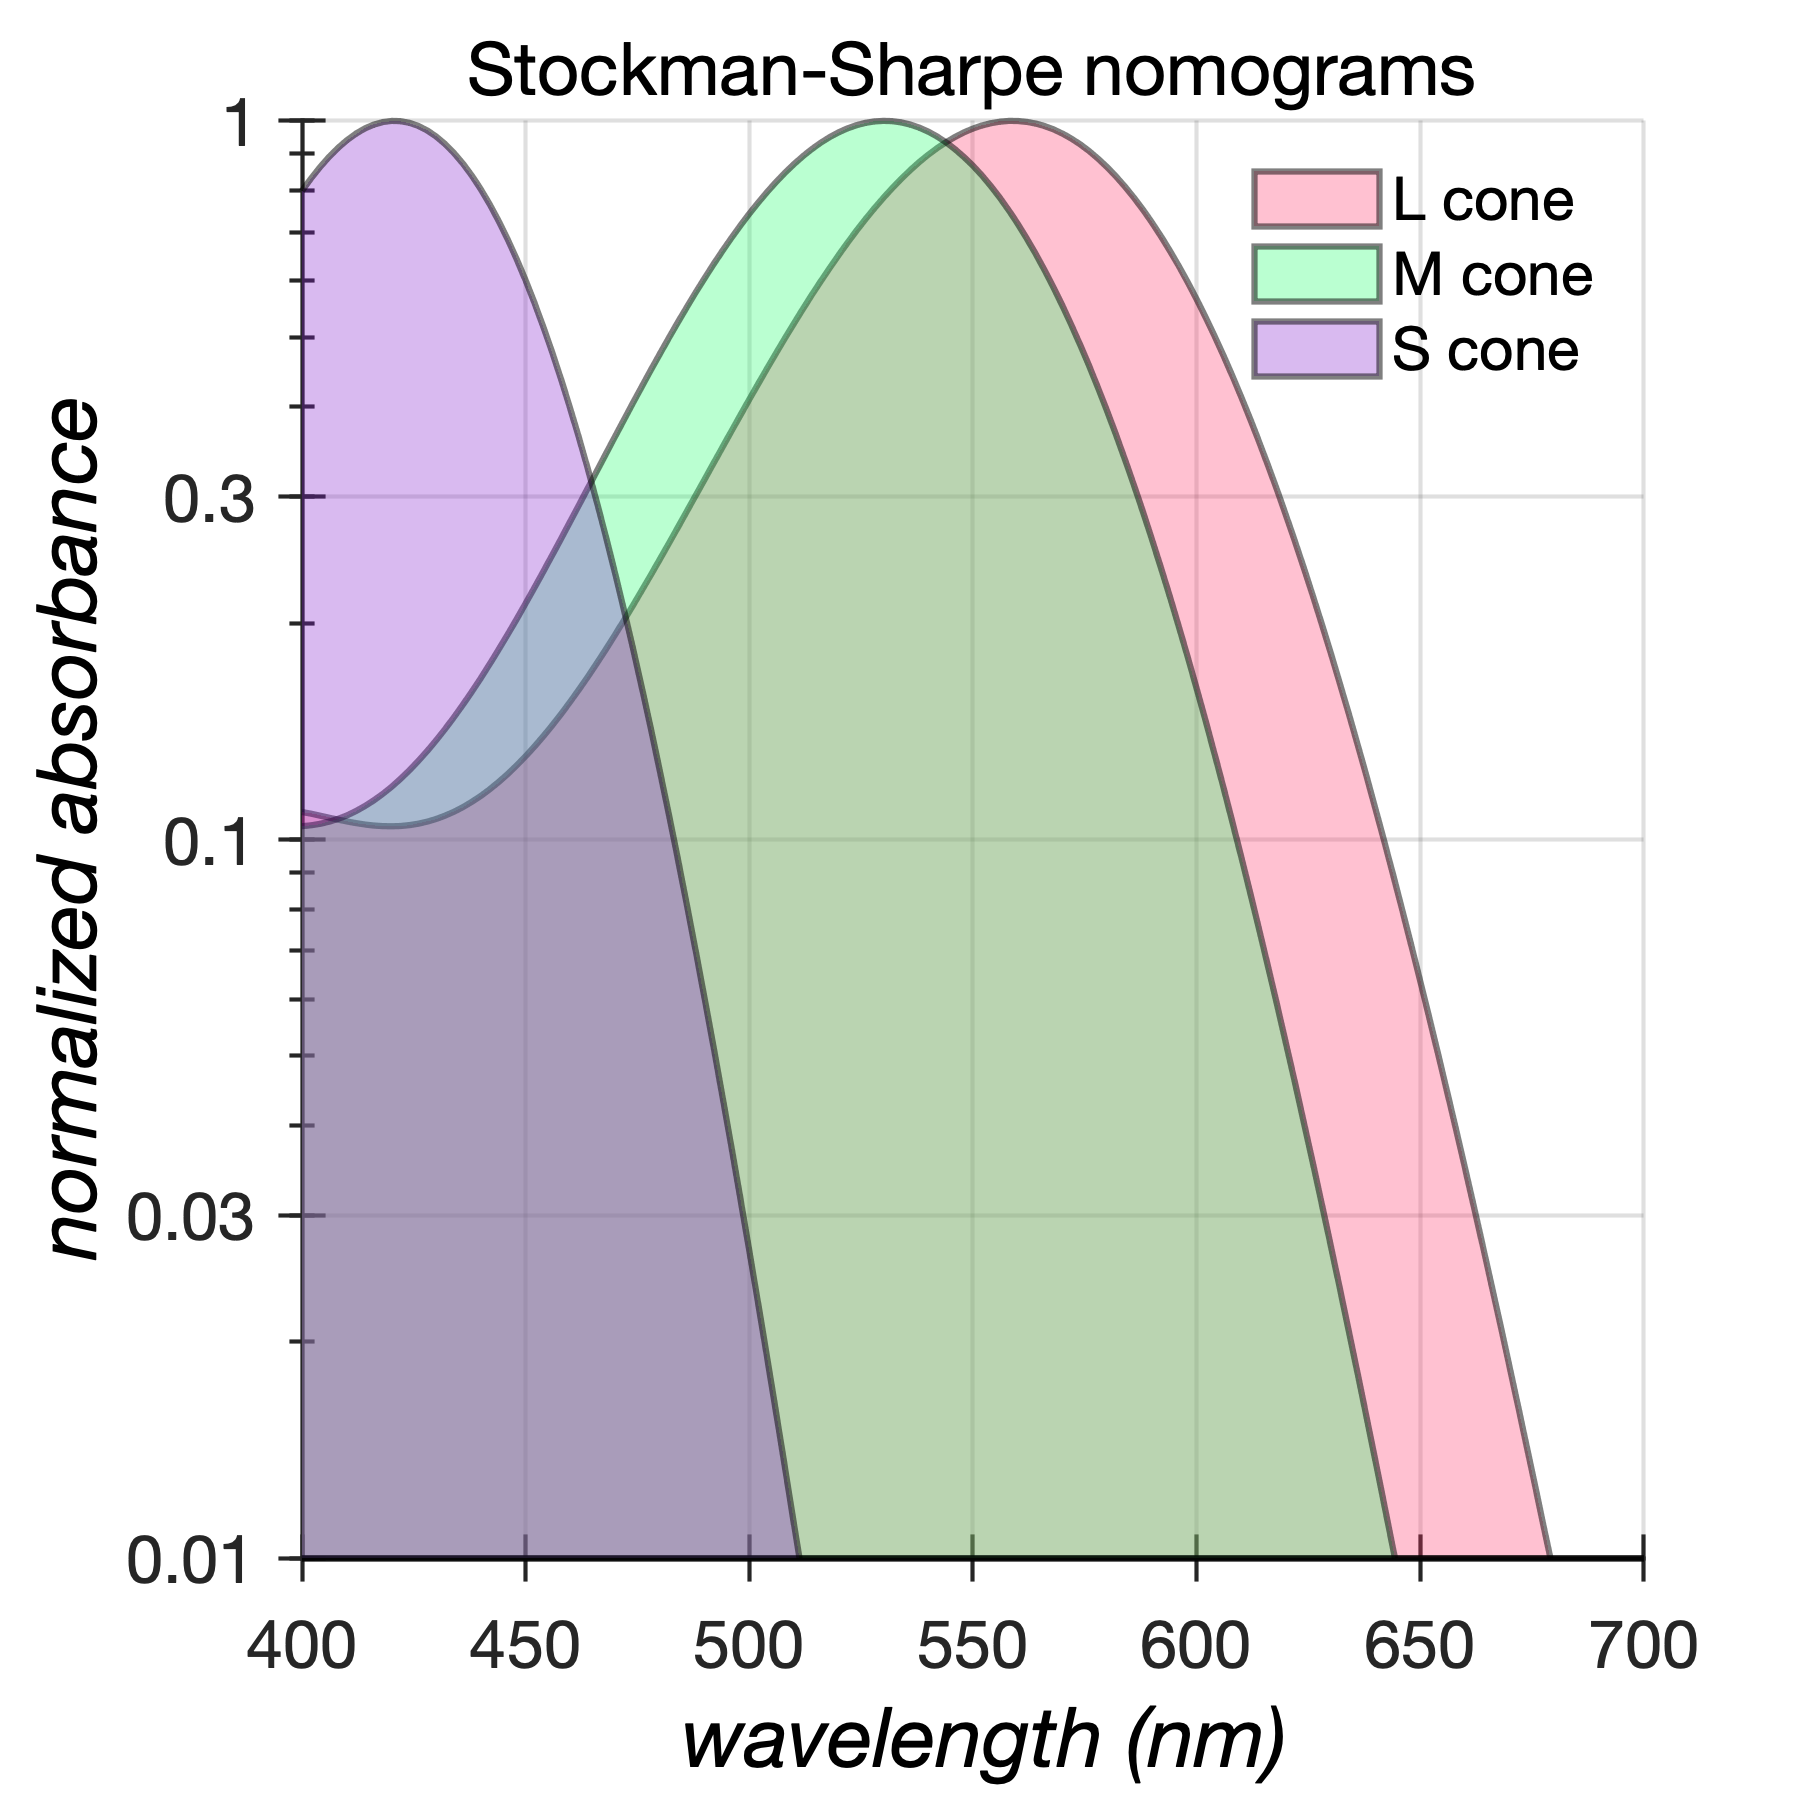 Stockman-Sharpe nomograms
L cone
M cone
S cone
normalized absorbance
1
0.3
0.1
0.03
0.01
400 450 500 550 600 650 700
wavelength (nm)